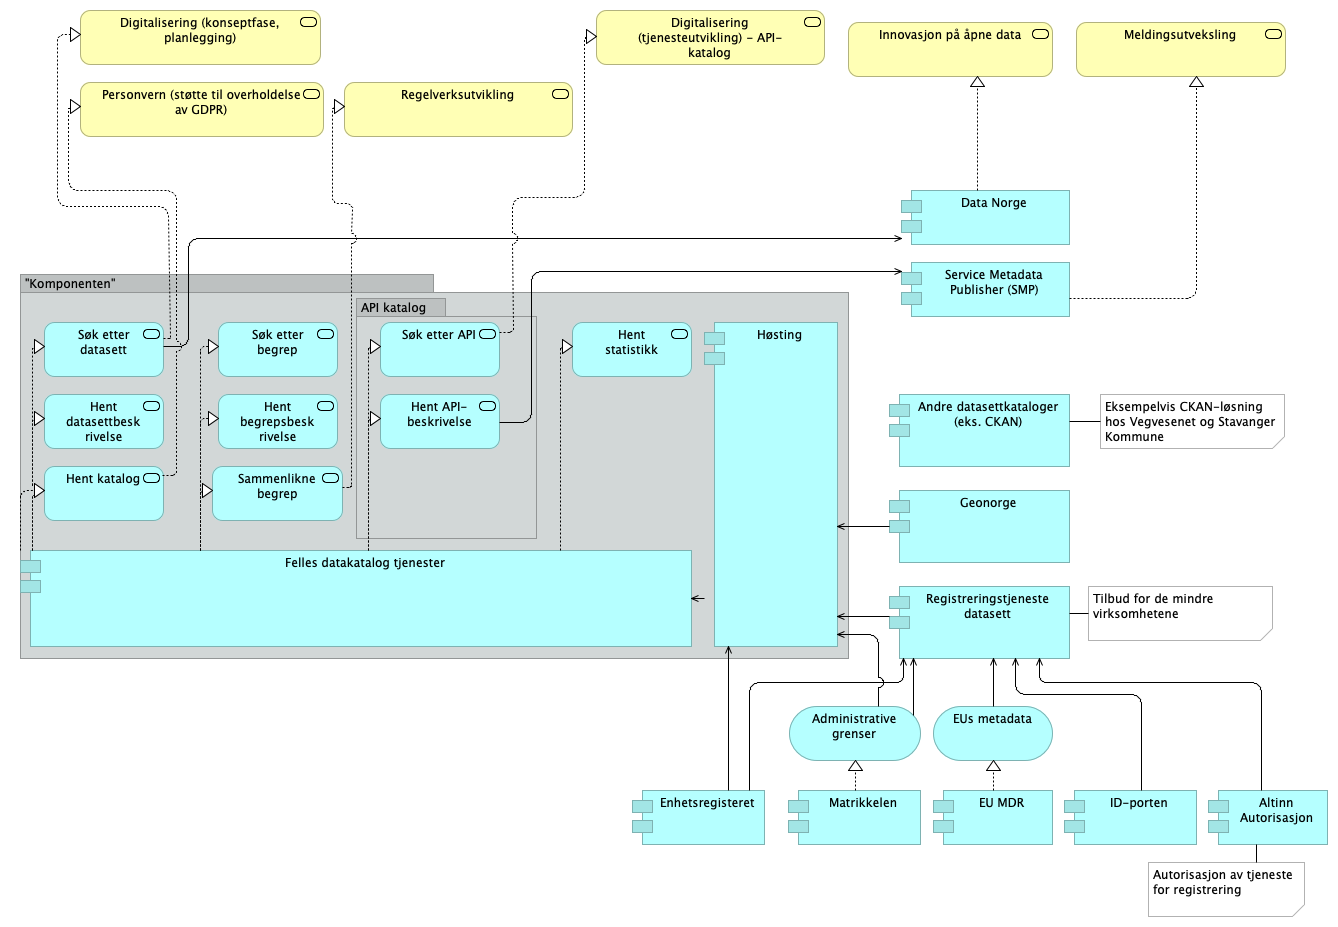 Digitalisering (konseptfase,
planlegging)
Digitalisering
(tjenesteutvikling) – API-
katalog
Innovasjon på åpne data
Meldingsutveksling
Personvern (støtte til overholdelse
av GDPR)
Regelverksutvikling
Data Norge
Service Metadata
Publisher (SMP)
"Komponenten"
API katalog
Søk etter
datasett
Søk etter
begrep
Søk etter API
Hent
statistikk
Høsting
Hent
datasettbesk
rivelse
Hent
begrepsbesk
rivelse
Hent API-
beskrivelse
Andre datasettkataloger
(eks. CKAN)
Eksempelvis CKAN-løsning
hos Vegvesenet og Stavanger
Kommune
Hent katalog
Sammenlikne
begrep
Geonorge
Felles datakatalog tjenester
Registreringstjeneste
datasett
Tilbud for de mindre
virksomhetene
Administrative
grenser
EUs metadata
Enhetsregisteret
Matrikkelen
EU MDR
ID-porten
Altinn
Autorisasjon
Autorisasjon av tjeneste
for registrering